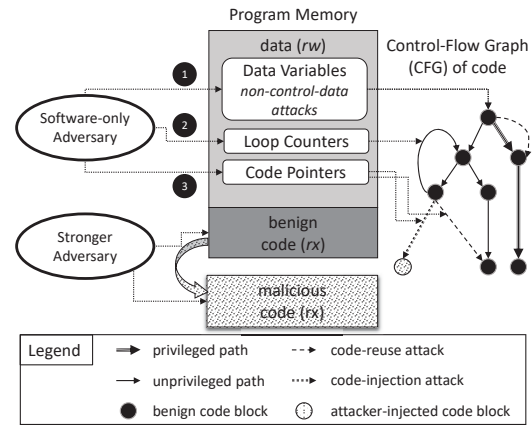 Program Memory
data (rw)
Control-Flow Graph
(CFG) of code
1
Data Variables
non-control-data
attacks
Software-only
Adversary
2
Loop Counters
3
Code Pointers
benign
code (rx)
Stronger
Adversary
malicious
code (rx)
Legend
privileged path
code-reuse attack
unprivileged path
code-injection attack
benign code block
attacker-injected code block